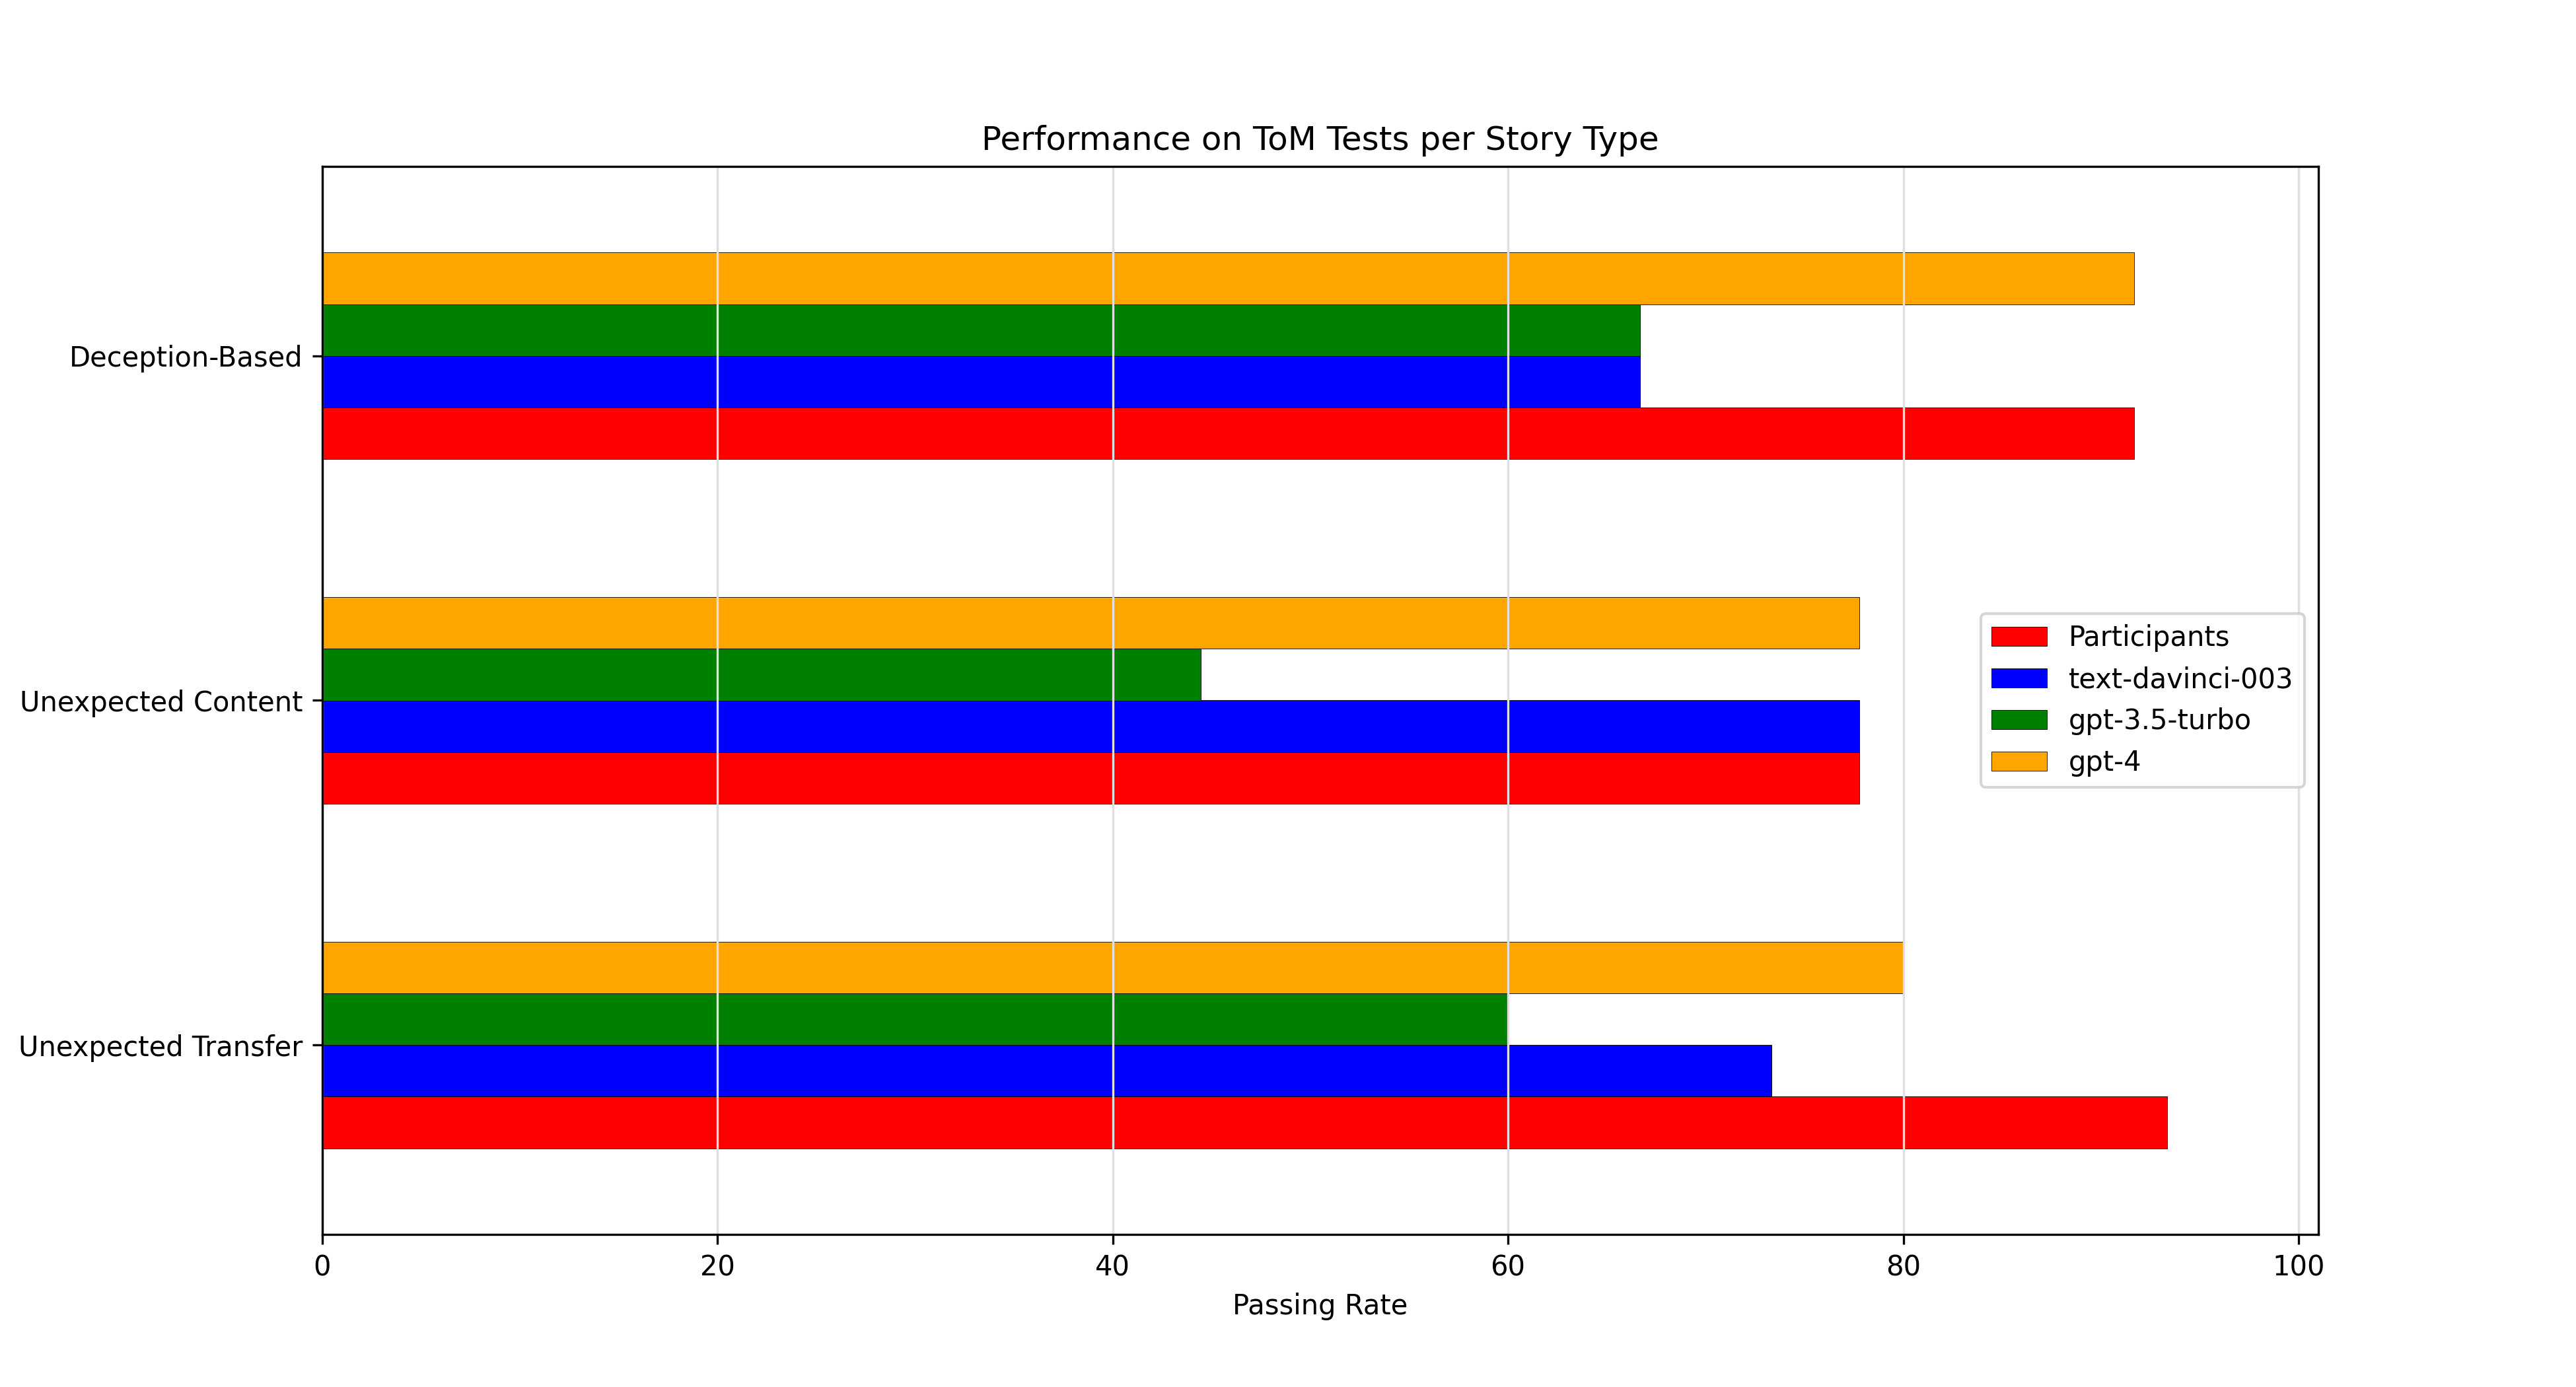 Performance on ToM Tests per Story Type
Deception-Based
Unexpected Content
Unexpected Transfer
Participants
text-davinci-003
gpt-3.5-turbo
gpt-4
0 20 40 60 80 100
Passing Rate